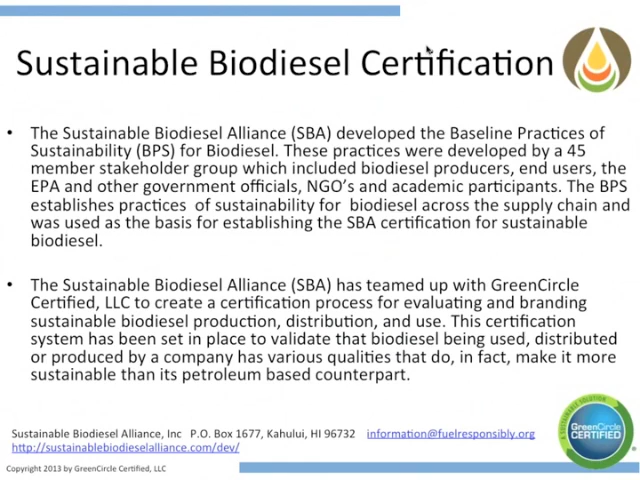 Sustainable Biodiesel Certification
• The Sustainable Biodiesel Alliance (SBA) developed the Baseline Practices of
Sustainability (BPS) for Biodiesel. These practices were developed by a 45
member stakeholder group which included biodiesel producers, end users, the
EPA and other government officials, NGO's and academic participants. The BPS
establishes practices of sustainability for biodiesel across the supply chain and
was used as the basis for establishing the SBA certification for sustainable
biodiesel.
• The Sustainable Biodiesel Alliance (SBA) has teamed up with GreenCircle
Certified, LLC to create a certification process for evaluating and branding
sustainable biodiesel production, distribution, and use. This certification
system has been set in place to validate that biodiesel being used, distributed
or produced by a company has various qualities that do, in fact, make it more
sustainable than its petroleum based counterpart.
A SUSTAINABLE SOLUTION
GreenCircle
CERTIFIED
®
Sustainable Biodiesel Alliance, Inc P.O. Box 1677, Kahului, HI 96732 information@fuelresponsibly.org
http://sustainablebiodieselalliance.com/dev/
Copyright 2013 by GreenCircle Certified, LLC